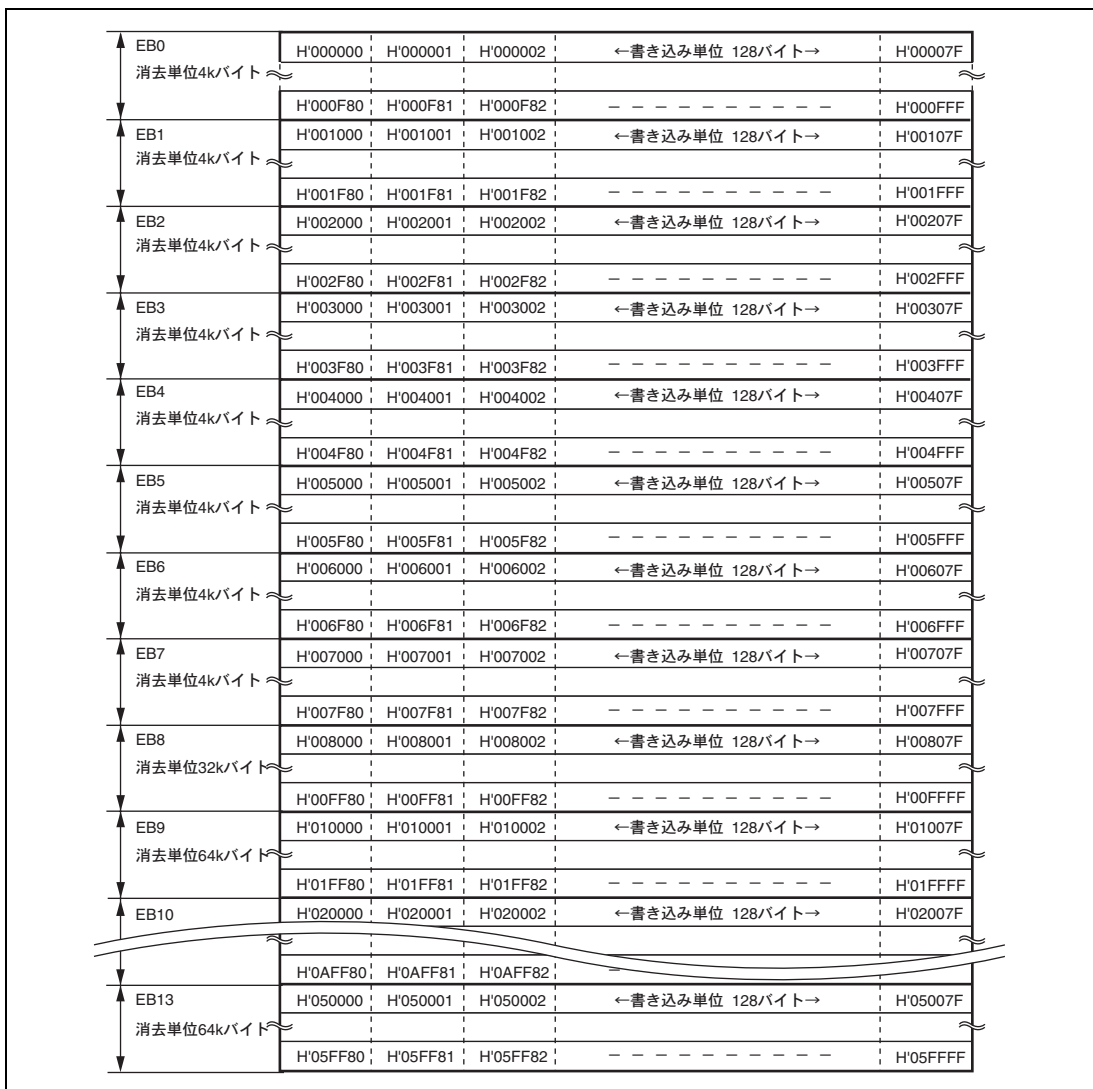 EB0 H'000000 H'000001 H'000002 ←書き込み単位 128バイト→ H'00007F
消去単位4kバイト
H'000F80 H'000F81 H'000F82 – – – – – – – – – – H'000FFF
EB1 H'001000 H'001001 H'001002 ←書き込み単位 128バイト→ H'00107F
消去単位4kバイト
H'001F80 H'001F81 H'001F82 – – – – – – – – – – H'001FFF
EB2 H'002000 H'002001 H'002002 ←書き込み単位 128バイト→ H'00207F
消去単位4kバイト
H'002F80 H'002F81 H'002F82 – – – – – – – – – – H'002FFF
EB3 H'003000 H'003001 H'003002 ←書き込み単位 128バイト→ H'00307F
消去単位4kバイト
H'003F80 H'003F81 H'003F82 – – – – – – – – – – H'003FFF
EB4 H'004000 H'004001 H'004002 ←書き込み単位 128バイト→ H'00407F
消去単位4kバイト
H'004F80 H'004F81 H'004F82 – – – – – – – – – – H'004FFF
EB5 H'005000 H'005001 H'005002 ←書き込み単位 128バイト→ H'00507F
消去単位4kバイト
H'005F80 H'005F81 H'005F82 – – – – – – – – – – H'005FFF
EB6 H'006000 H'006001 H'006002 ←書き込み単位 128バイト→ H'00607F
消去単位4kバイト
H'006F80 H'006F81 H'006F82 – – – – – – – – – – H'006FFF
EB7 H'007000 H'007001 H'007002 ←書き込み単位 128バイト→ H'00707F
消去単位4kバイト
H'007F80 H'007F81 H'007F82 – – – – – – – – – – H'007FFF
EB8 H'008000 H'008001 H'008002 ←書き込み単位 128バイト→ H'00807F
消去単位32kバイト
H'00FF80 H'00FF81 H'00FF82 – – – – – – – – – – H'00FFFF
EB9 H'010000 H'010001 H'010002 ←書き込み単位 128バイト→ H'01007F
消去単位64kバイト
H'01FF80 H'01FF81 H'01FF82 – – – – – – – – – – H'01FFFF
EB10 H'020000 H'020001 H'020002 ←書き込み単位 128バイト→ H'02007F
H'0AFF80 H'0AFF81 H'0AFF82 –
EB13 H'050000 H'050001 H'050002 ←書き込み単位 128バイト→ H'05007F
消去単位64kバイト
H'05FF80 H'05FF81 H'05FF82 – – – – – – – – – – H'05FFFF